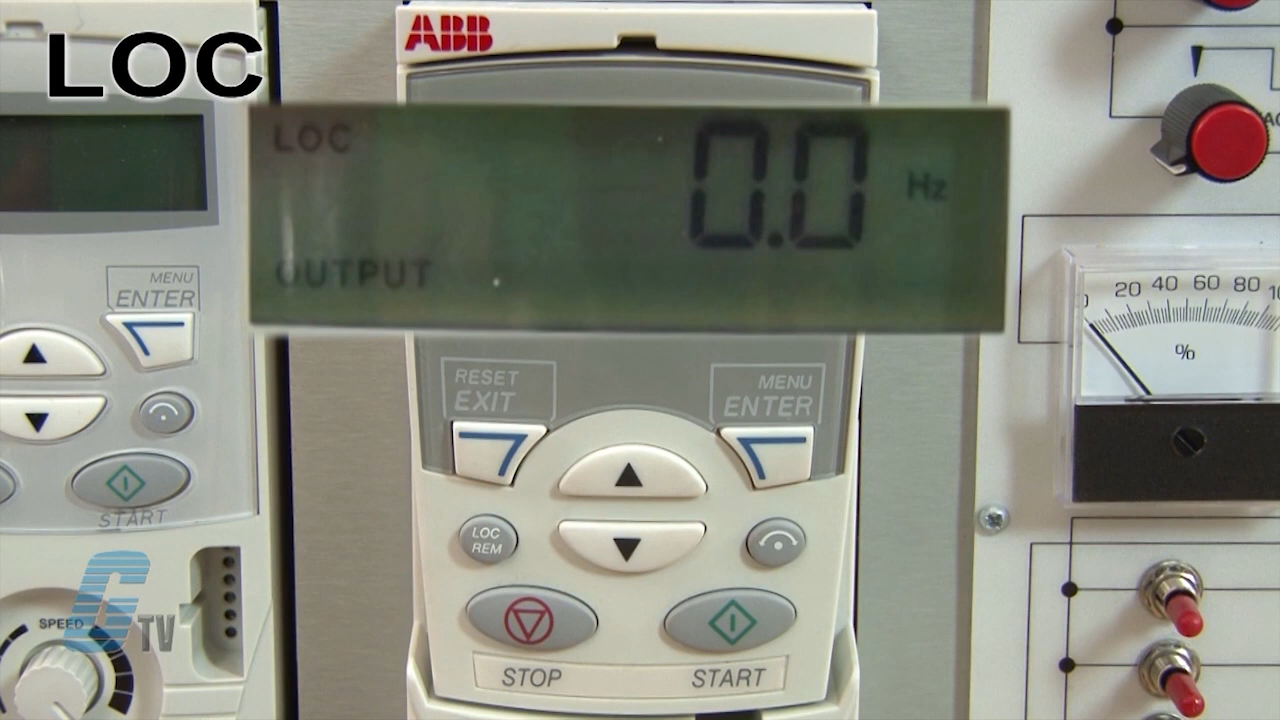 LOC
ABB
LOC
0.0 Hz
OUTPUT
MENU
ENTER
START
SPEED
G TV
RESET
EXIT
MENU
ENTER
LOC
REM
STOP
START
20 40 60 80
%